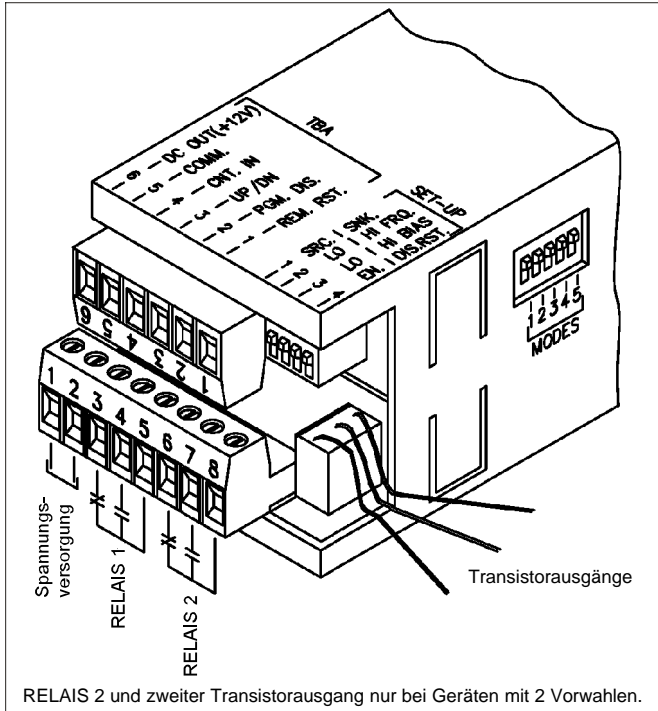 6 – DC OUT(+12V)
5 – COMM.
4 – CNT. IN
3 – UP/DN
2 – PGM. DIS.
1 – REM. RST.
TBA
SET-UP
1 SRC. | SNK.
2 LO | HI FRQ.
3 LO | HI BIAS
4 EN. | DIS.RST.
1 2 3 4 5
MODES
6 5 4 3 2 1
1 2 3 4 5 6 7 8
Spannungs-
versorgung
RELAIS 1
RELAIS 2
Transistorausgänge
RELAIS 2 und zweiter Transistorausgang nur bei Geräten mit 2 Vorwahlen.